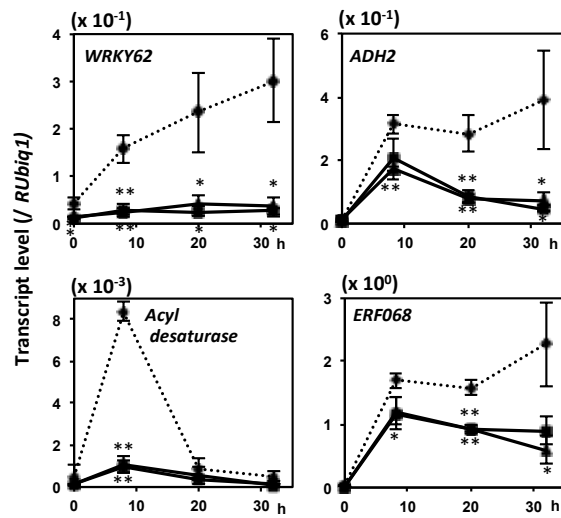 (x 10⁻¹)
(x 10⁻¹)
WRKY62
ADH2
4
3
2
1
0
6
4
2
0
** * *
* ** * *
** ** *
** *
0 10 20 30 h
0 10 20 30 h
Transcript level (/ RUbiq1)
(x 10⁻³)
(x 10⁰)
Acyl
desaturase
ERF068
8
6
4
2
0
3
2
1
0
**
**
**
* ** *
0 10 20 30 h
0 10 20 30 h